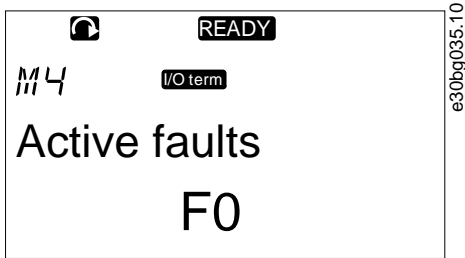 READY
M4
I/O term
Active faults
F0
e30bg035.10